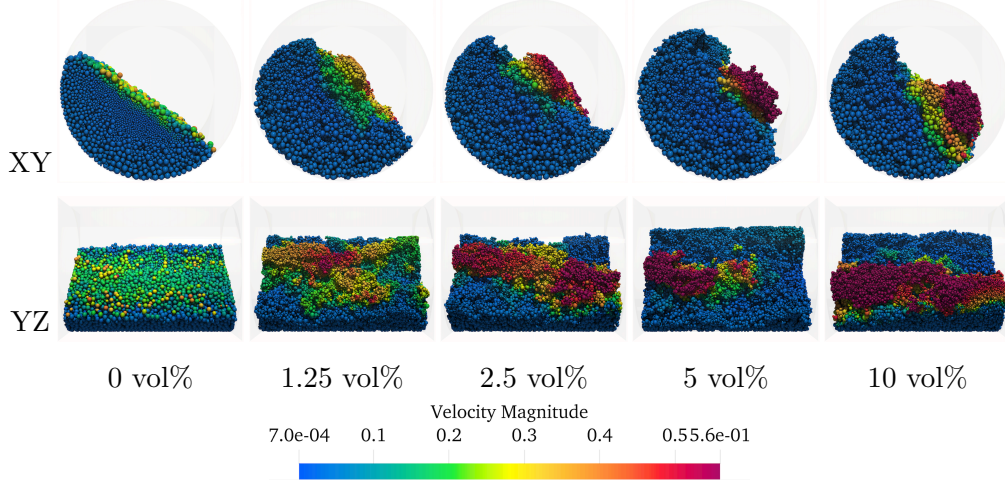 XY
YZ
0 vol% 1.25 vol% 2.5 vol% 5 vol% 10 vol%
Velocity Magnitude
7.0e-04 0.1 0.2 0.3 0.4 0.55.6e-01